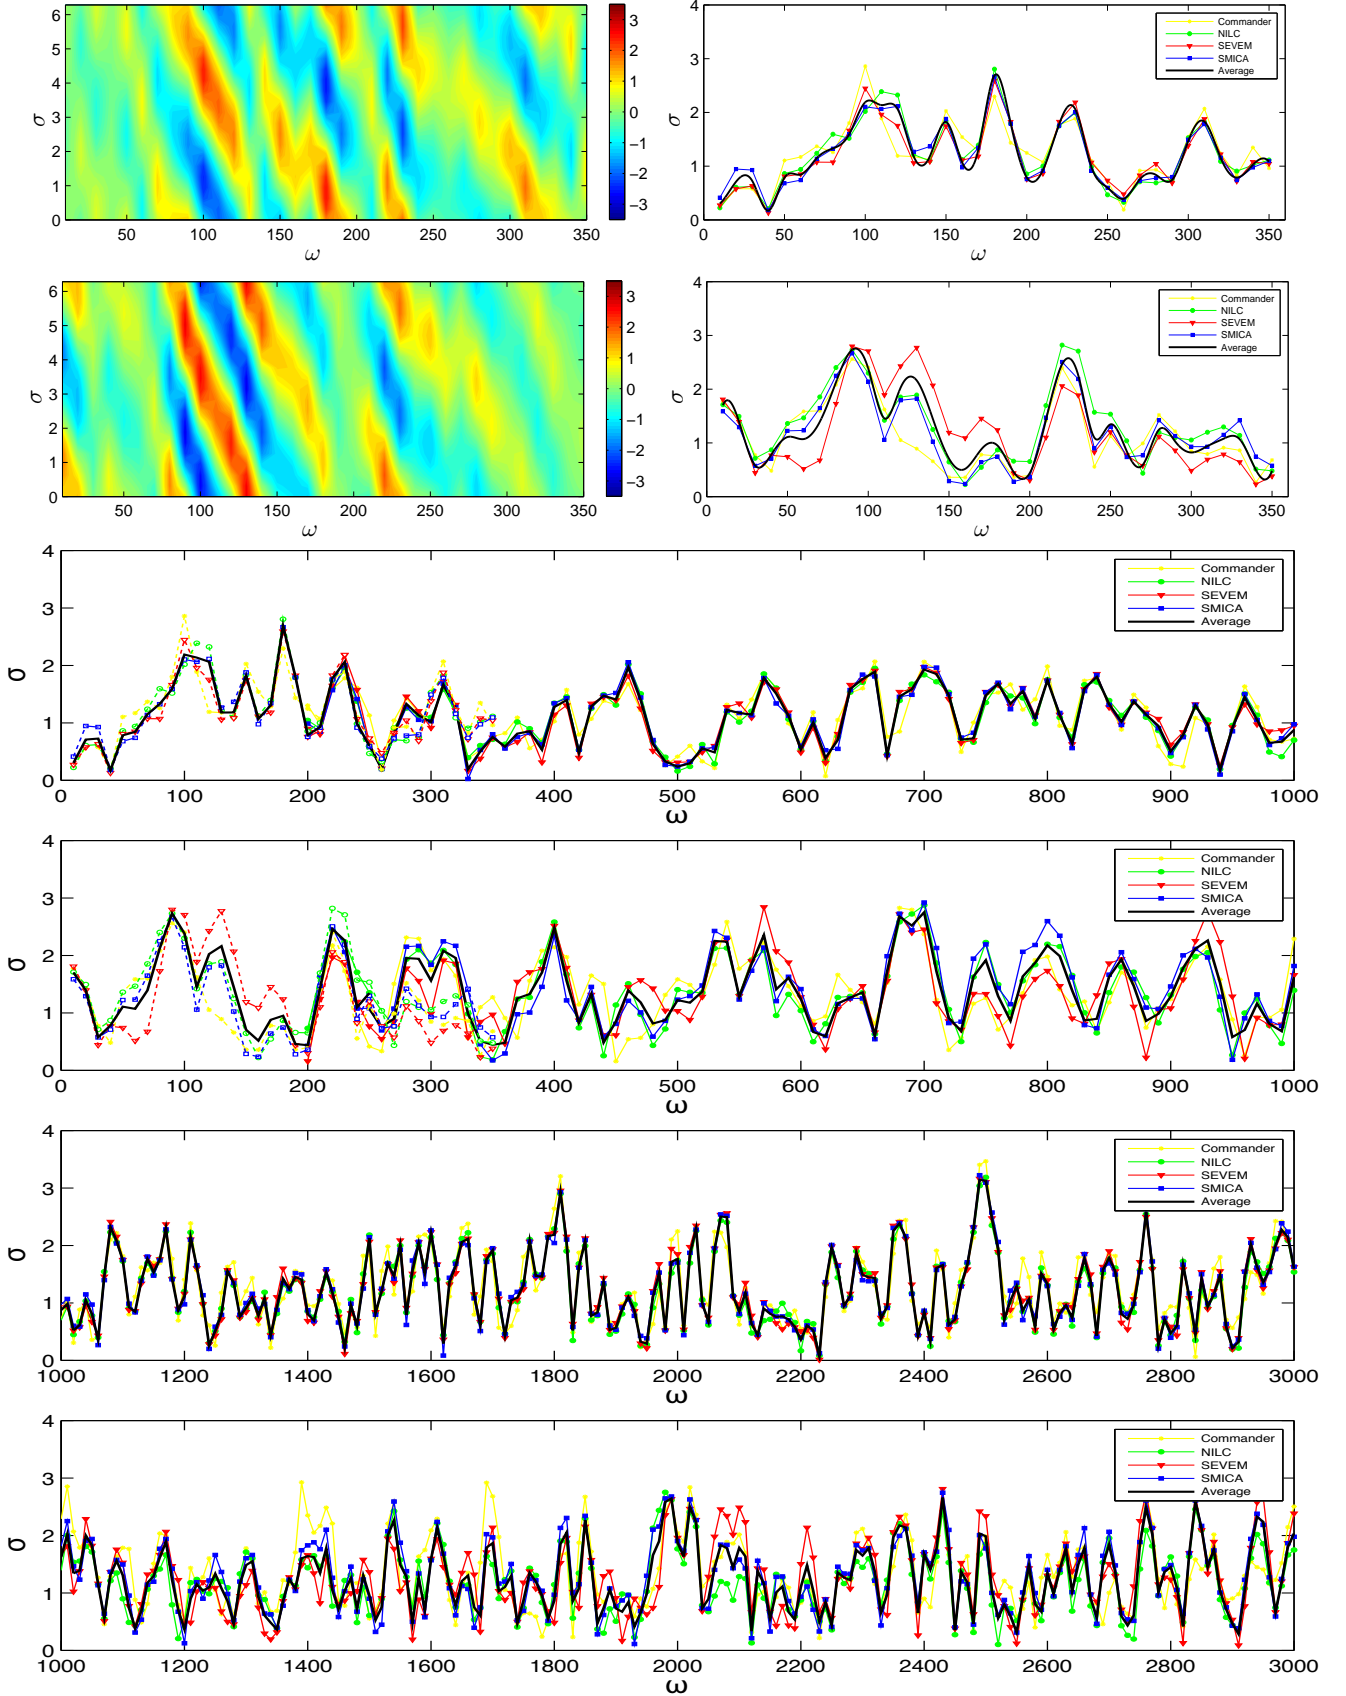 6
5
4
3
2
1
0
σ
50 100 150 200 250 300 350
ω
3
2
1
0
−1
−2
−3
4
3
2
1
0
σ
0 50 100 150 200 250 300 350
ω
Commander
NILC
SEVEM
SMICA
Average
6
5
4
3
2
1
0
σ
50 100 150 200 250 300 350
ω
3
2
1
0
−1
−2
−3
4
3
2
1
0
σ
0 50 100 150 200 250 300 350
ω
Commander
NILC
SEVEM
SMICA
Average
4
3
2
1
0
σ
0 100 200 300 400 500 600 700 800 900 1000
ω
Commander
NILC
SEVEM
SMICA
Average
4
3
2
1
0
σ
0 100 200 300 400 500 600 700 800 900 1000
ω
Commander
NILC
SEVEM
SMICA
Average
4
3
2
1
0
σ
1000 1200 1400 1600 1800 2000 2200 2400 2600 2800 3000
ω
Commander
NILC
SEVEM
SMICA
Average
4
3
2
1
0
σ
1000 1200 1400 1600 1800 2000 2200 2400 2600 2800 3000
ω
Commander
NILC
SEVEM
SMICA
Average